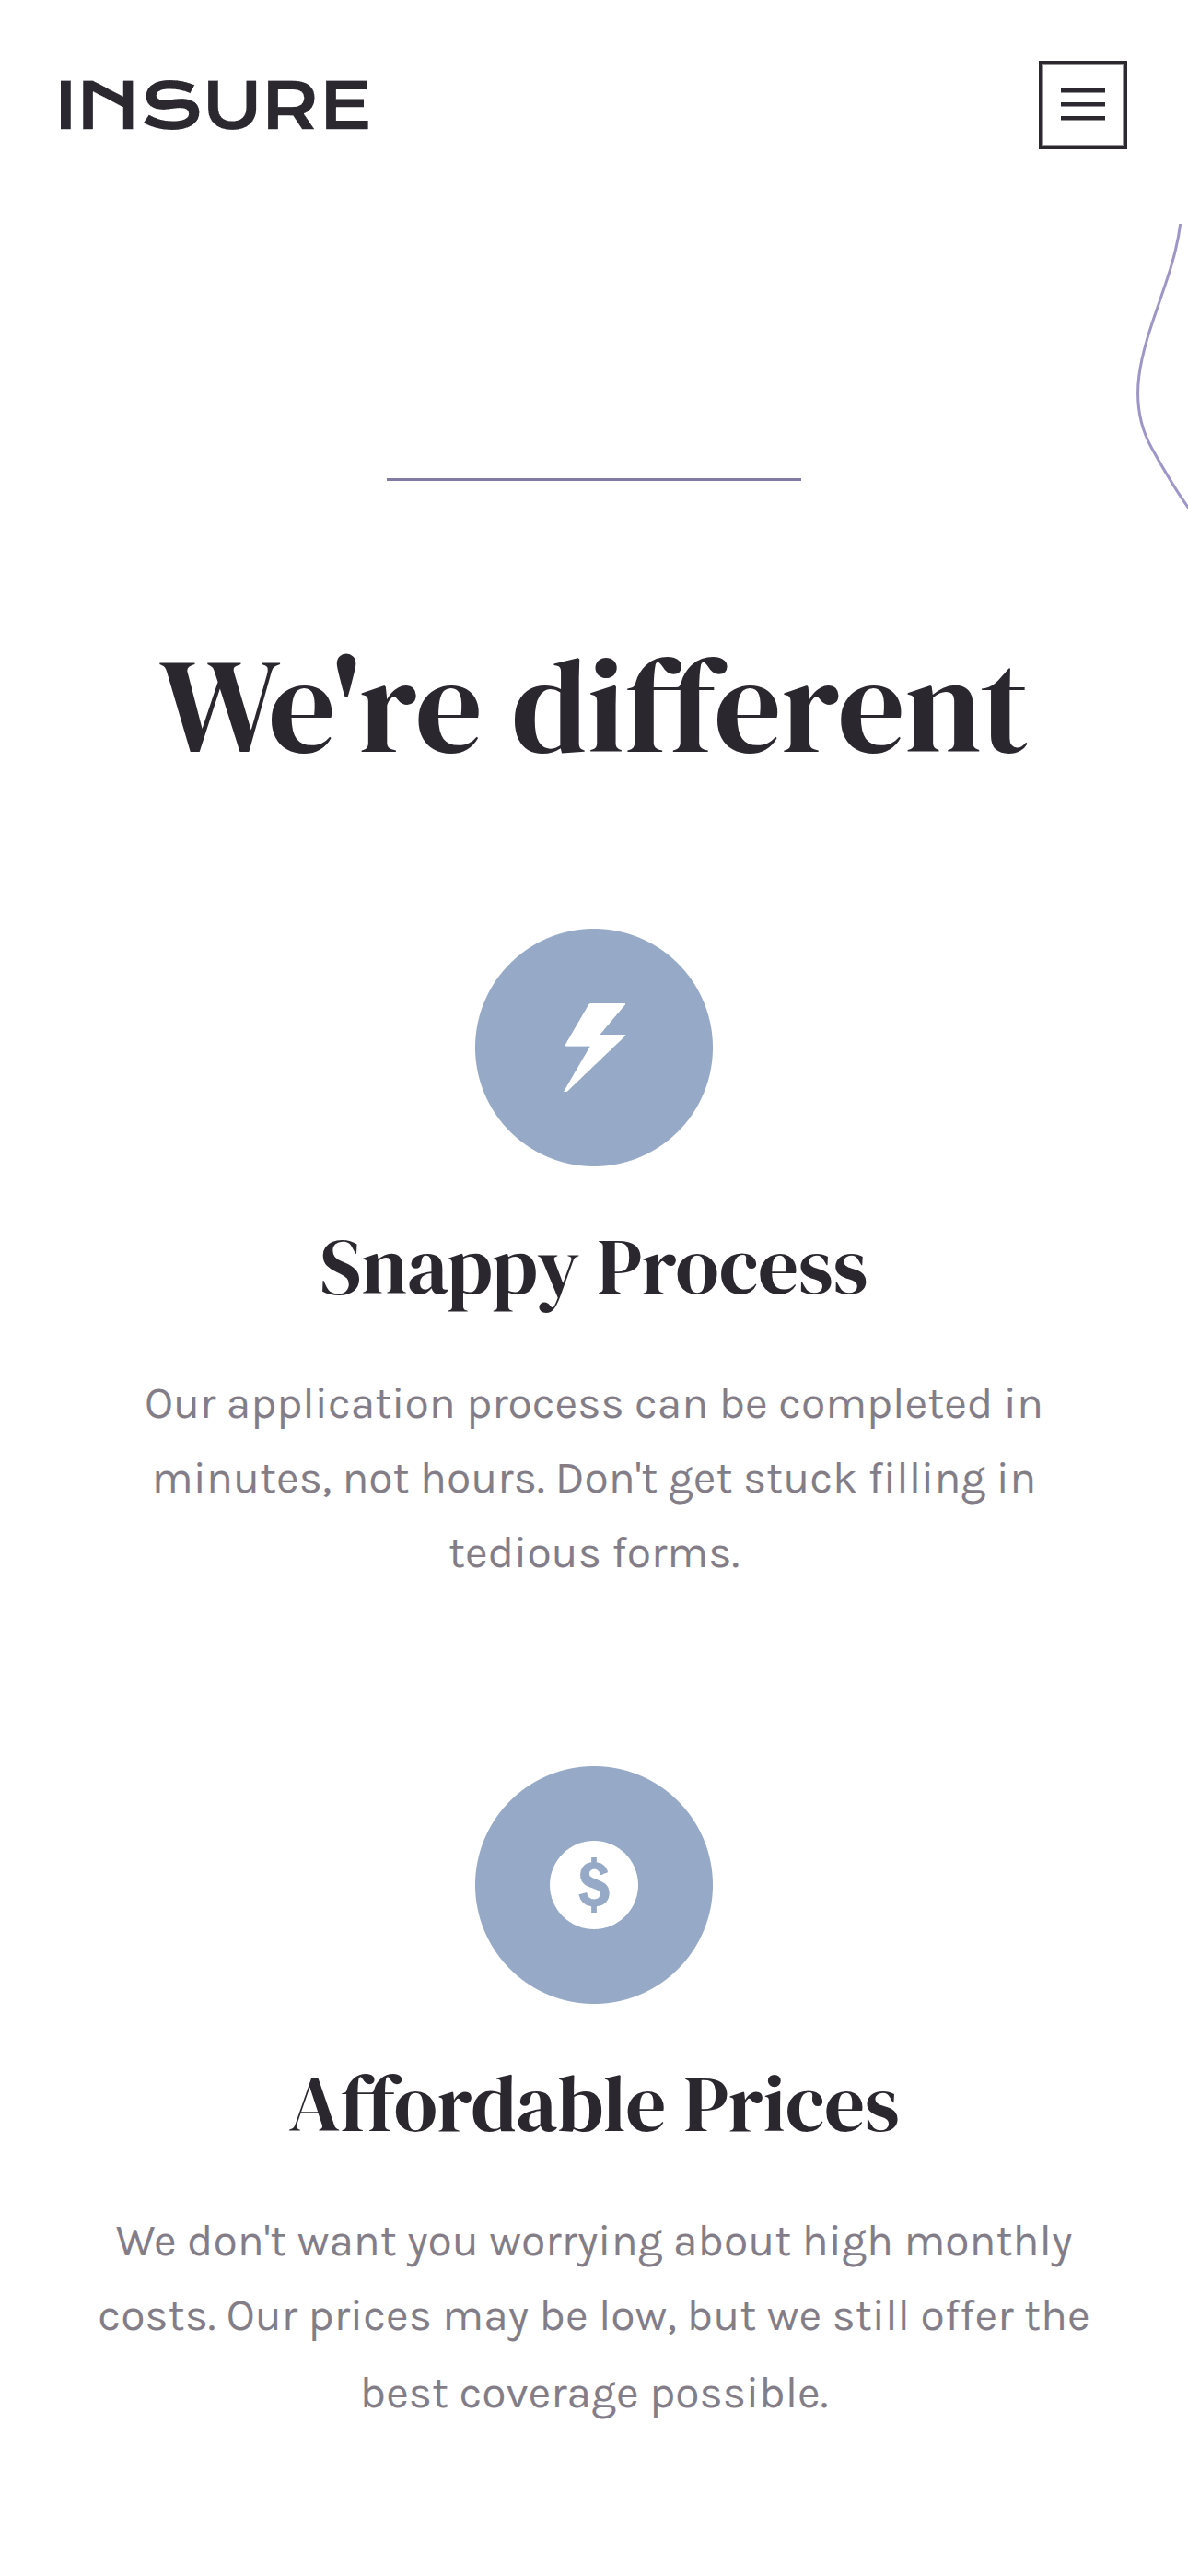 INSURE
We're different
Snappy Process
Our application process can be completed in
minutes, not hours. Don't get stuck filling in
tedious forms.
$
Affordable Prices
We don't want you worrying about high monthly
costs. Our prices may be low, but we still offer the
best coverage possible.